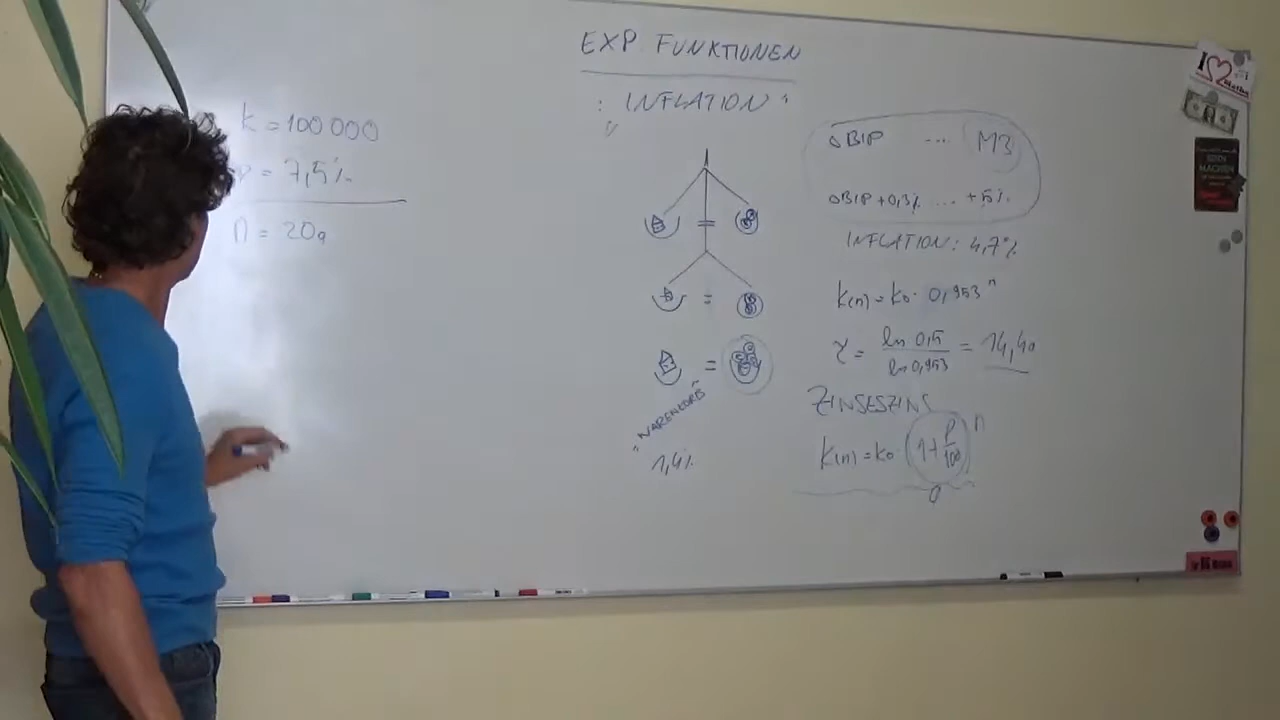 EXP. FUNKTIONEN
"INFLATION"
K = 100 000
p = 7,5%
n = 20a
ΔBIP ... M3
ΔBIP +0,3% .... +5%
INFLATION: 4,7%
K(n) = K0 · 0,953^n
τ = ln 0,5 / ln 0,953 = 14,4a
=
=
=
"WARENKORB"
1,4%
ZINSESZINS
K(n) = K0 · (1 + p/100)^n
I